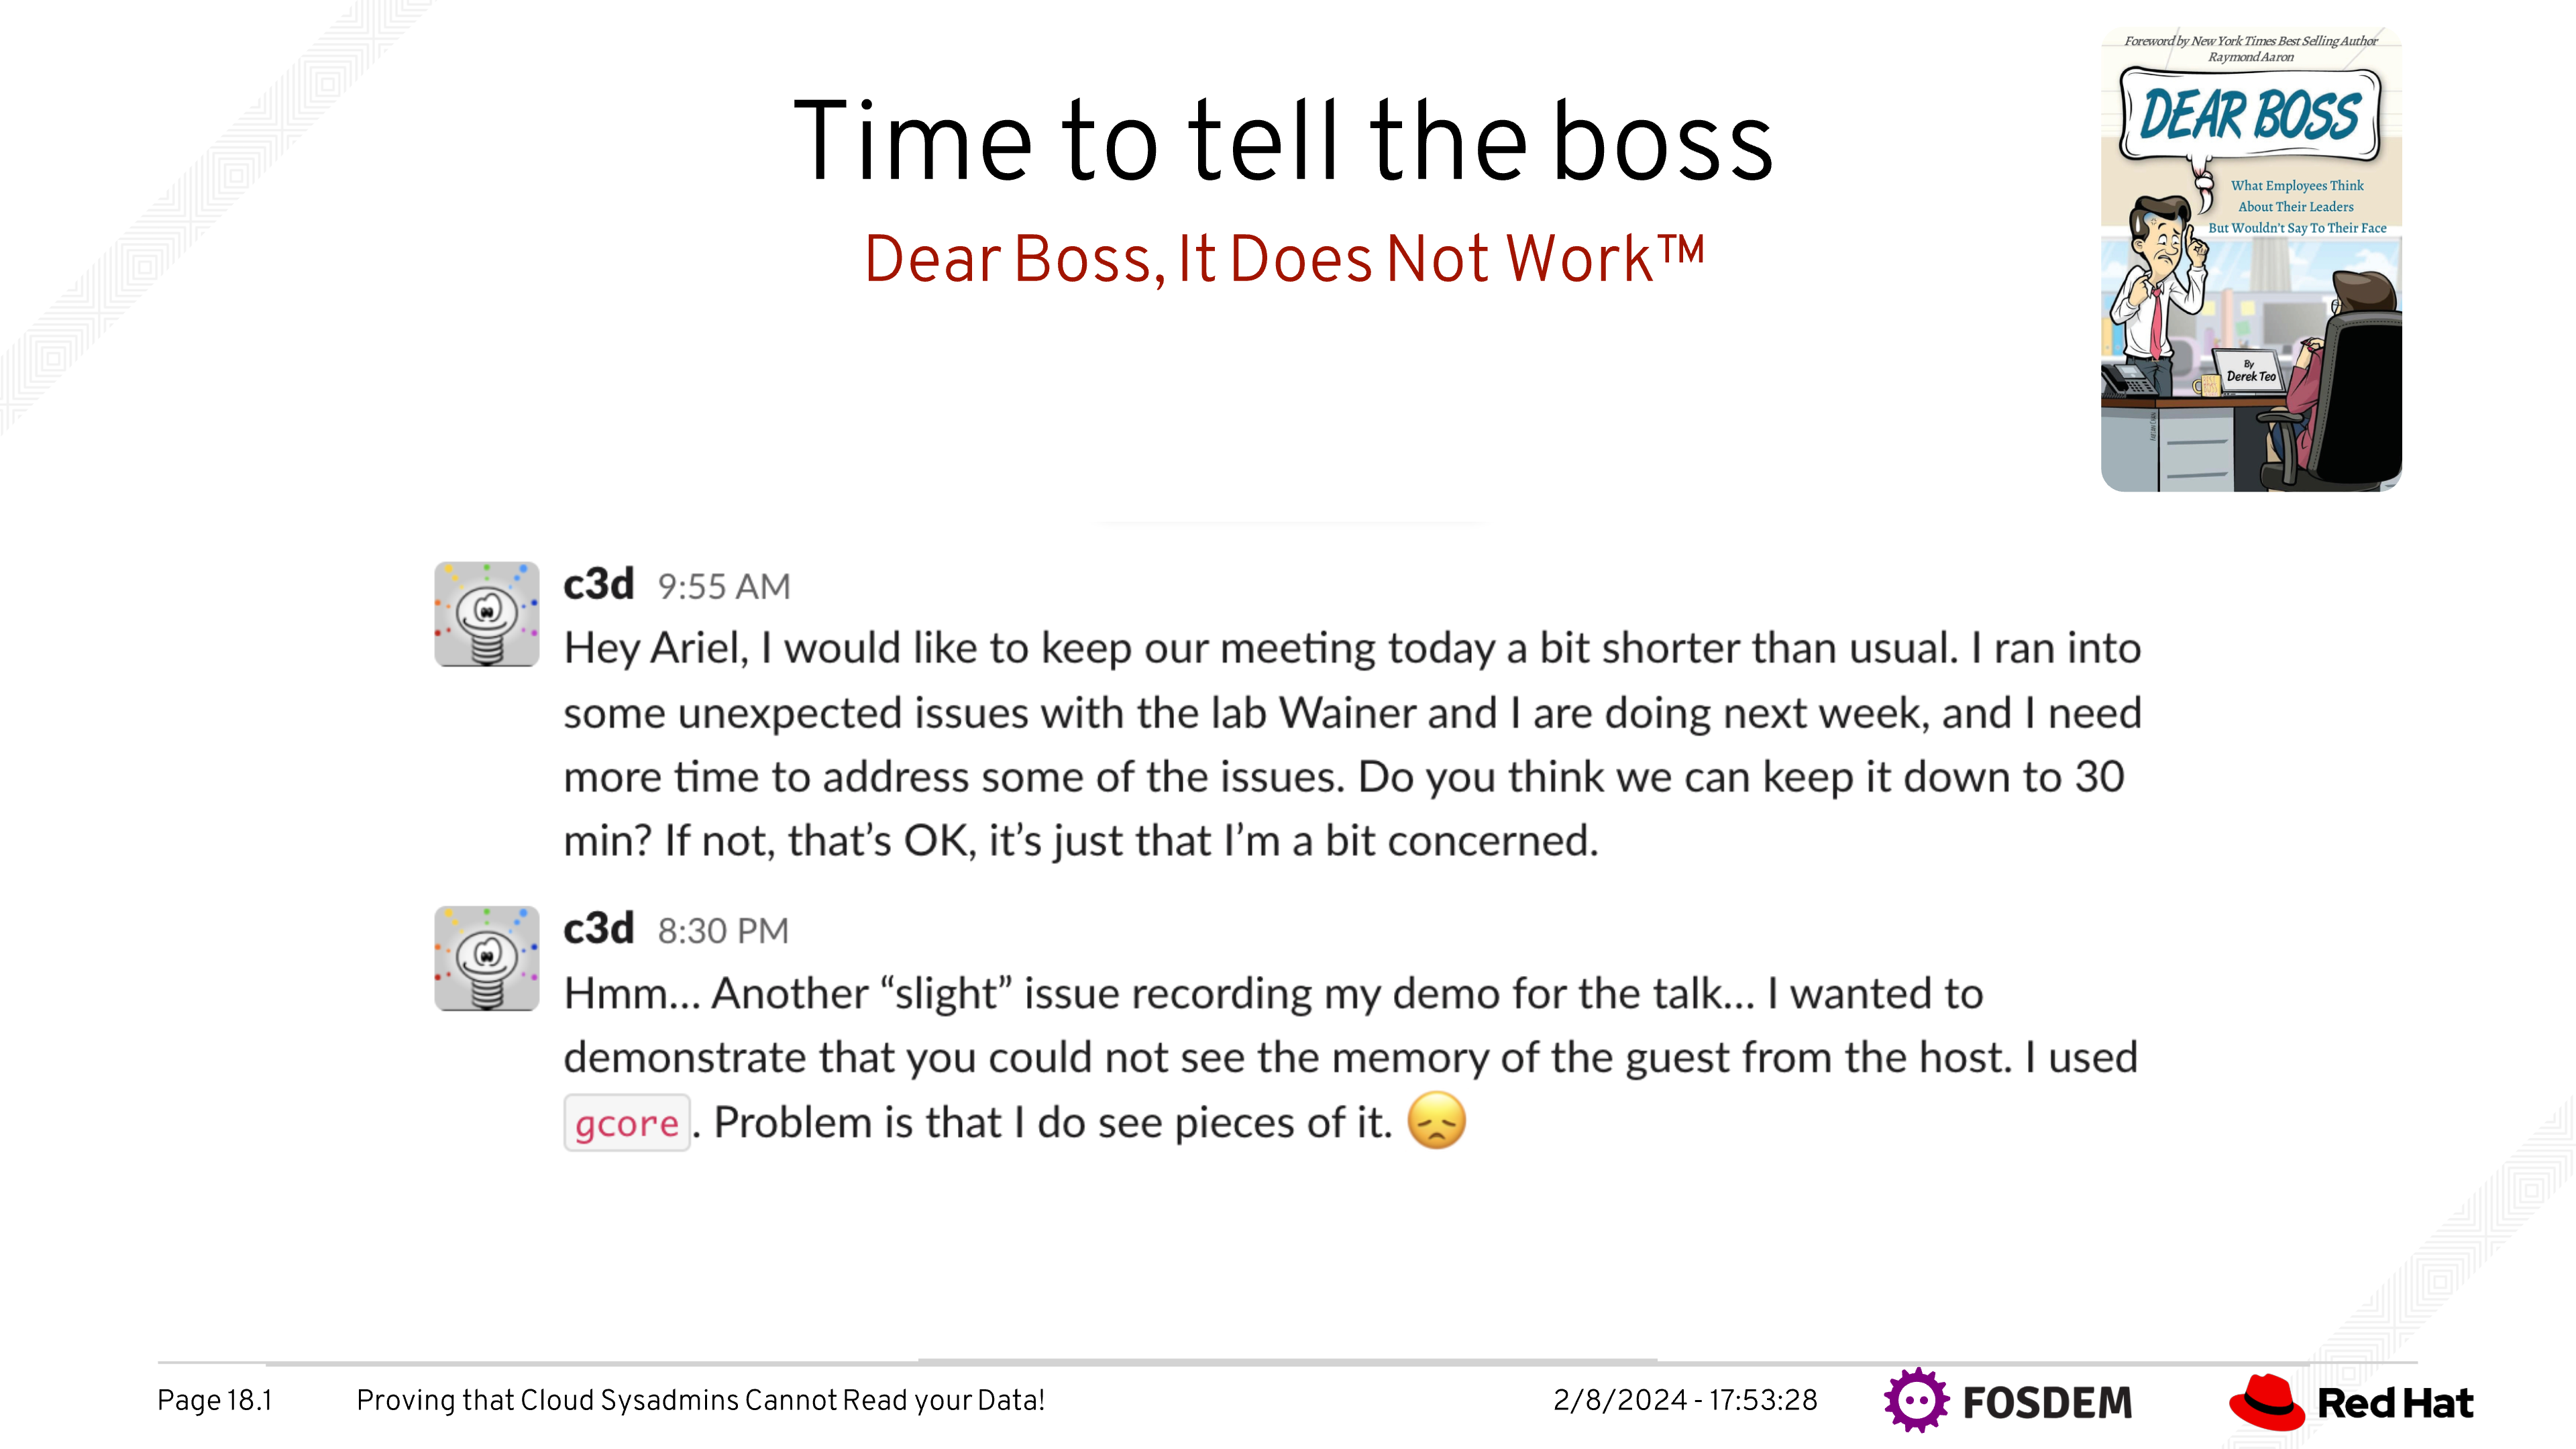 Time to tell the boss
Dear Boss, It Does Not Work™
Foreword by New York Times Best Selling Author
Raymond Aaron
DEAR BOSS
What Employees Think
About Their Leaders
But Wouldn't Say To Their Face
By
Derek Teo
c3d 9:55 AM
Hey Ariel, I would like to keep our meeting today a bit shorter than usual. I ran into
some unexpected issues with the lab Wainer and I are doing next week, and I need
more time to address some of the issues. Do you think we can keep it down to 30
min? If not, that’s OK, it’s just that I’m a bit concerned.
c3d 8:30 PM
Hmm… Another “slight” issue recording my demo for the talk… I wanted to
demonstrate that you could not see the memory of the guest from the host. I used
gcore. Problem is that I do see pieces of it. 😞
Page 18.1 Proving that Cloud Sysadmins Cannot Read your Data! 2/8/2024 - 17:53:28 FOSDEM Red Hat